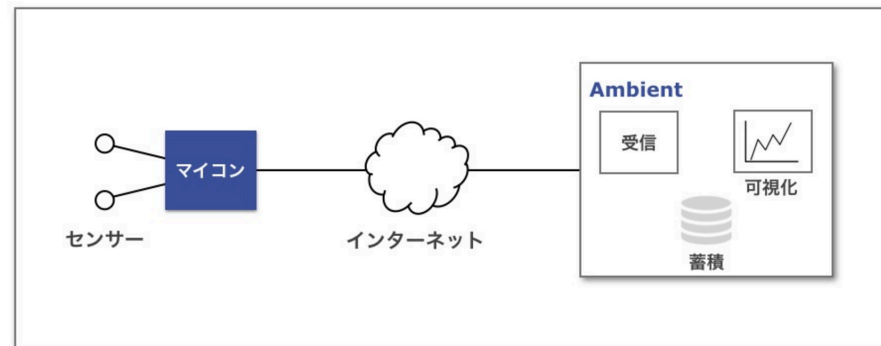 Ambient
受信
マイコン
可視化
センサー
インターネット
蓄積